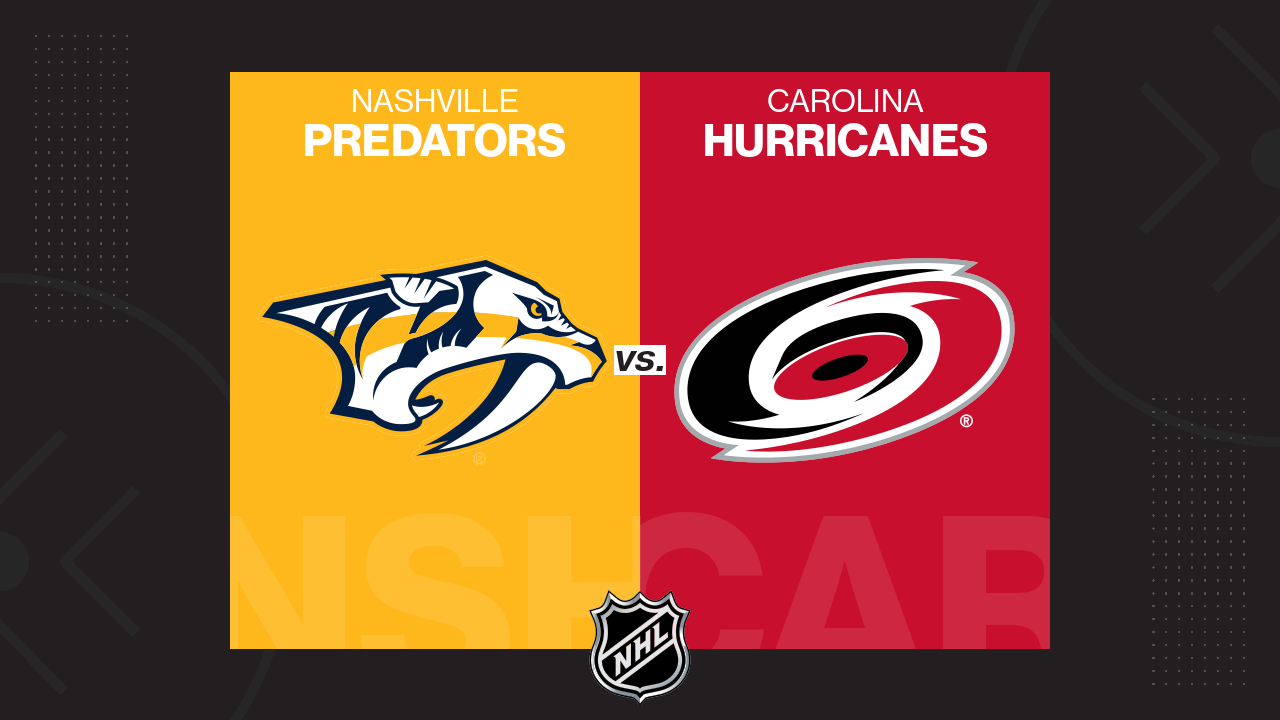 NASHVILLE
PREDATORS
CAROLINA
HURRICANES
vs.
®
®
NSH
CAR
NHL